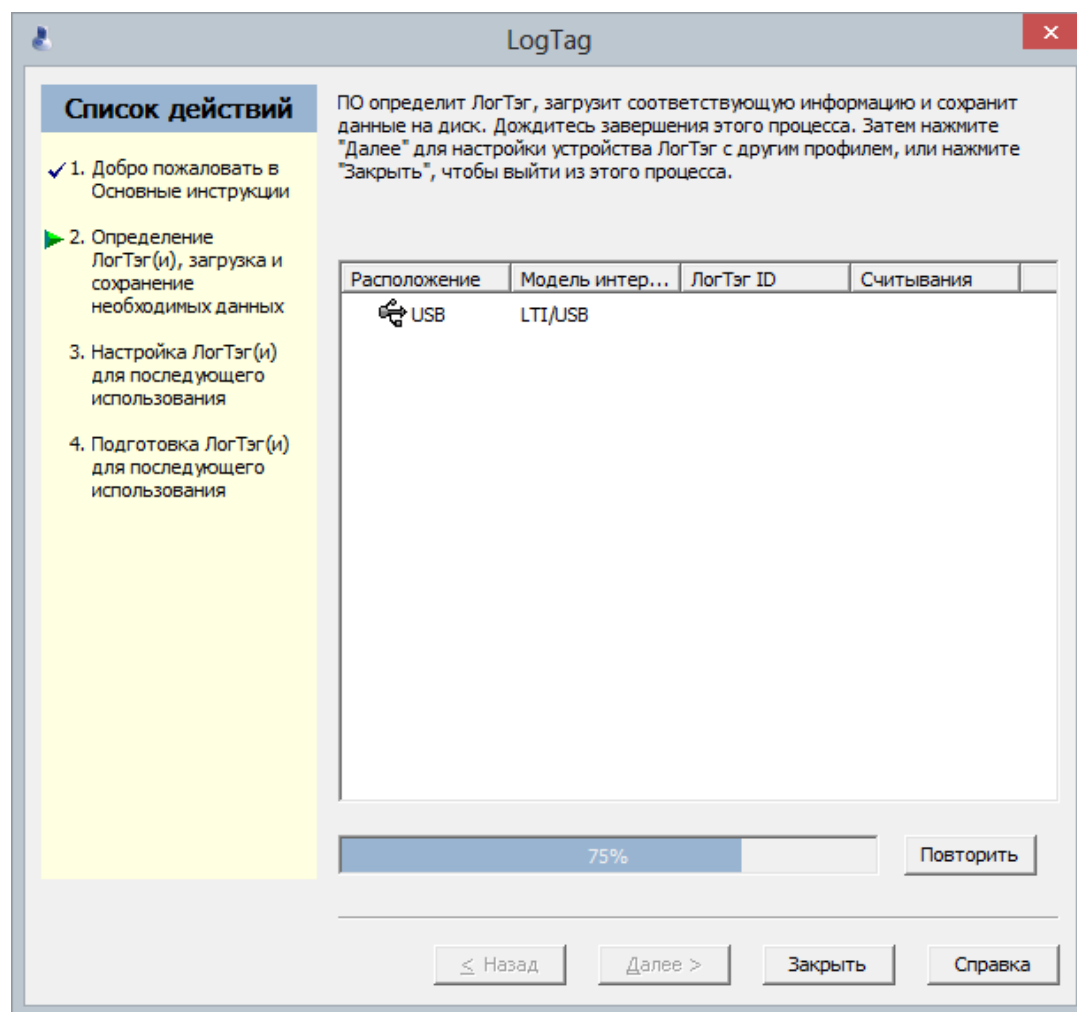 LogTag
Список действий
✓ 1. Добро пожаловать в
Основные инструкции
2. Определение
ЛогТэг(и), загрузка и
сохранение
необходимых данных
3. Настройка ЛогТэг(и)
для последующего
использования
4. Подготовка ЛогТэг(и)
для последующего
использования
ПО определит ЛогТэг, загрузит соответствующую информацию и сохранит
данные на диск. Дождитесь завершения этого процесса. Затем нажмите
"Далее" для настройки устройства ЛогТэг с другим профилем, или нажмите
"Закрыть", чтобы выйти из этого процесса.
Расположение Модель интер... ЛогТэг ID Считывания
USB LTI/USB
75% Повторить
< Назад Далее > Закрыть Справка